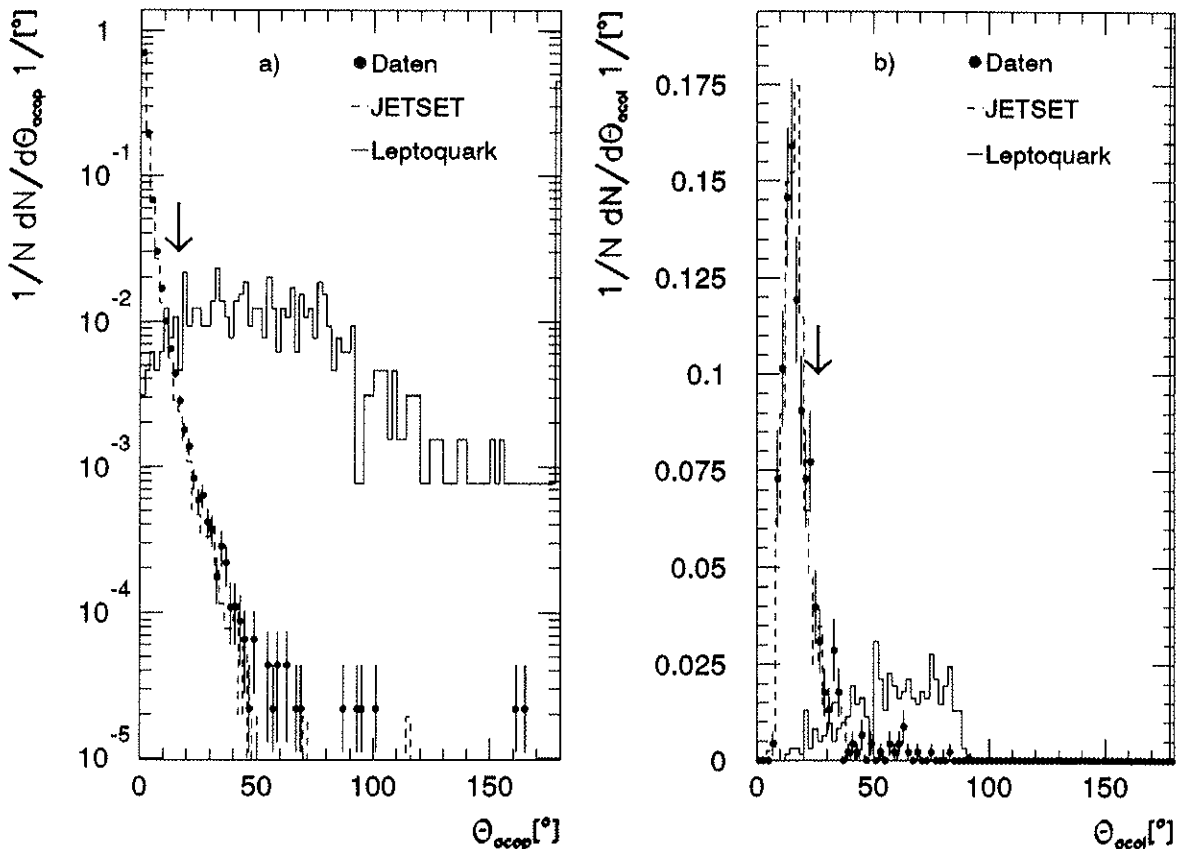 1/N dN/dΘacop 1/[°]
1
10-1
10-2
10-3
10-4
10-5
a)
Daten
JETSET
Leptoquark
0 50 100 150
Θacop[°]
1/N dN/dΘacol 1/[°]
0.175
0.15
0.125
0.1
0.075
0.05
0.025
0
b)
Daten
JETSET
Leptoquark
0 50 100 150
Θacol[°]